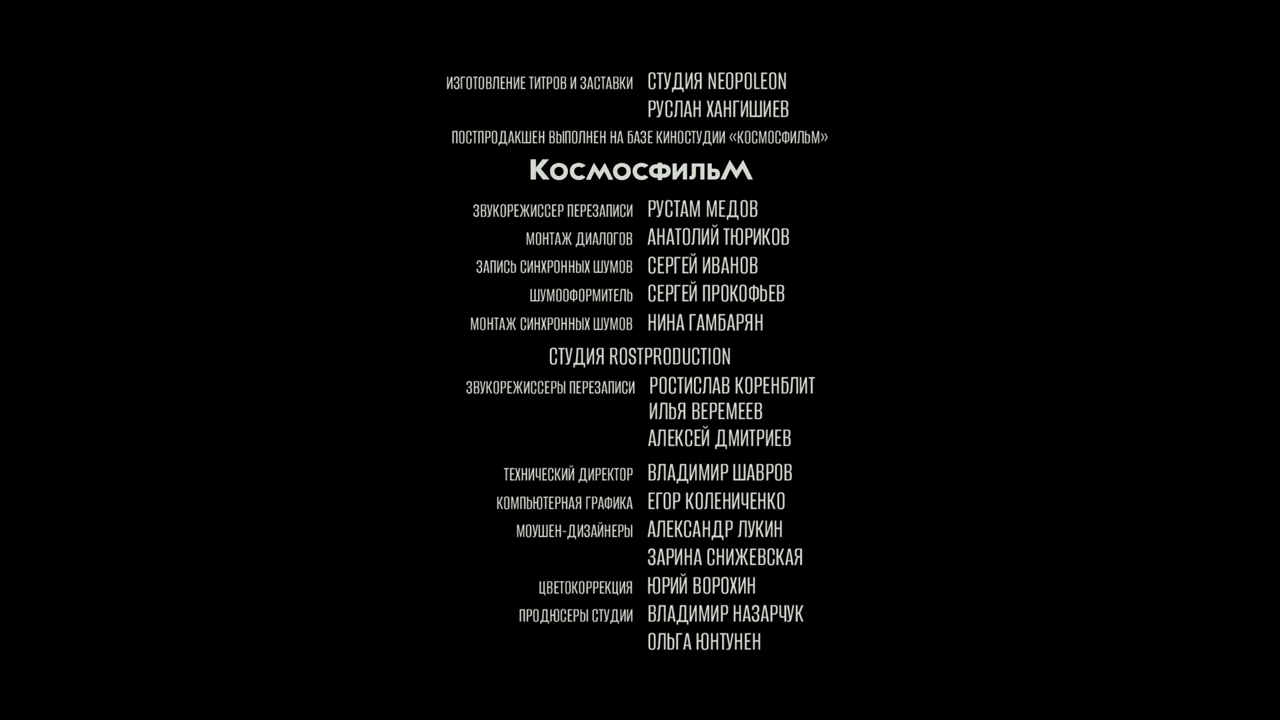 ИЗГОТОВЛЕНИЕ ТИТРОВ И ЗАСТАВКИ СТУДИЯ NEOPOLEON
РУСЛАН ХАНГИШИЕВ
ПОСТПРОДАКШЕН ВЫПОЛНЕН НА БАЗЕ КИНОСТУДИИ «КОСМОСФИЛЬМ»
КОСМОСФИЛЬМ
ЗВУКОРЕЖИССЕР ПЕРЕЗАПИСИ РУСТАМ МЕДОВ
МОНТАЖ ДИАЛОГОВ АНАТОЛИЙ ТЮРИКОВ
ЗАПИСЬ СИНХРОННЫХ ШУМОВ СЕРГЕЙ ИВАНОВ
ШУМООФОРМИТЕЛЬ СЕРГЕЙ ПРОКОФЬЕВ
МОНТАЖ СИНХРОННЫХ ШУМОВ НИНА ГАМБАРЯН
СТУДИЯ ROSTPRODUCTION
ЗВУКОРЕЖИССЕРЫ ПЕРЕЗАПИСИ РОСТИСЛАВ КОРЕНБЛИТ
ИЛЬЯ ВЕРЕМЕЕВ
АЛЕКСЕЙ ДМИТРИЕВ
ТЕХНИЧЕСКИЙ ДИРЕКТОР ВЛАДИМИР ШАВРОВ
КОМПЬЮТЕРНАЯ ГРАФИКА ЕГОР КОЛЕНИЧЕНКО
МОУШЕН-ДИЗАЙНЕРЫ АЛЕКСАНДР ЛУКИН
ЗАРИНА СНИЖЕВСКАЯ
ЦВЕТОКОРРЕКЦИЯ ЮРИЙ ВОРОХИН
ПРОДЮСЕРЫ СТУДИИ ВЛАДИМИР НАЗАРЧУК
ОЛЬГА ЮНТУНЕН